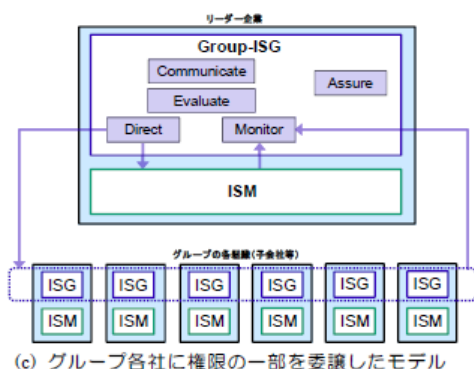 リーダー企業
Group-ISG
Communicate
Assure
Evaluate
Direct
Monitor
ISM
グループの各組織(子会社等)
ISG ISG ISG ISG ISG ISG
ISM ISM ISM ISM ISM ISM
(c) グループ各社に権限の一部を委譲したモデル